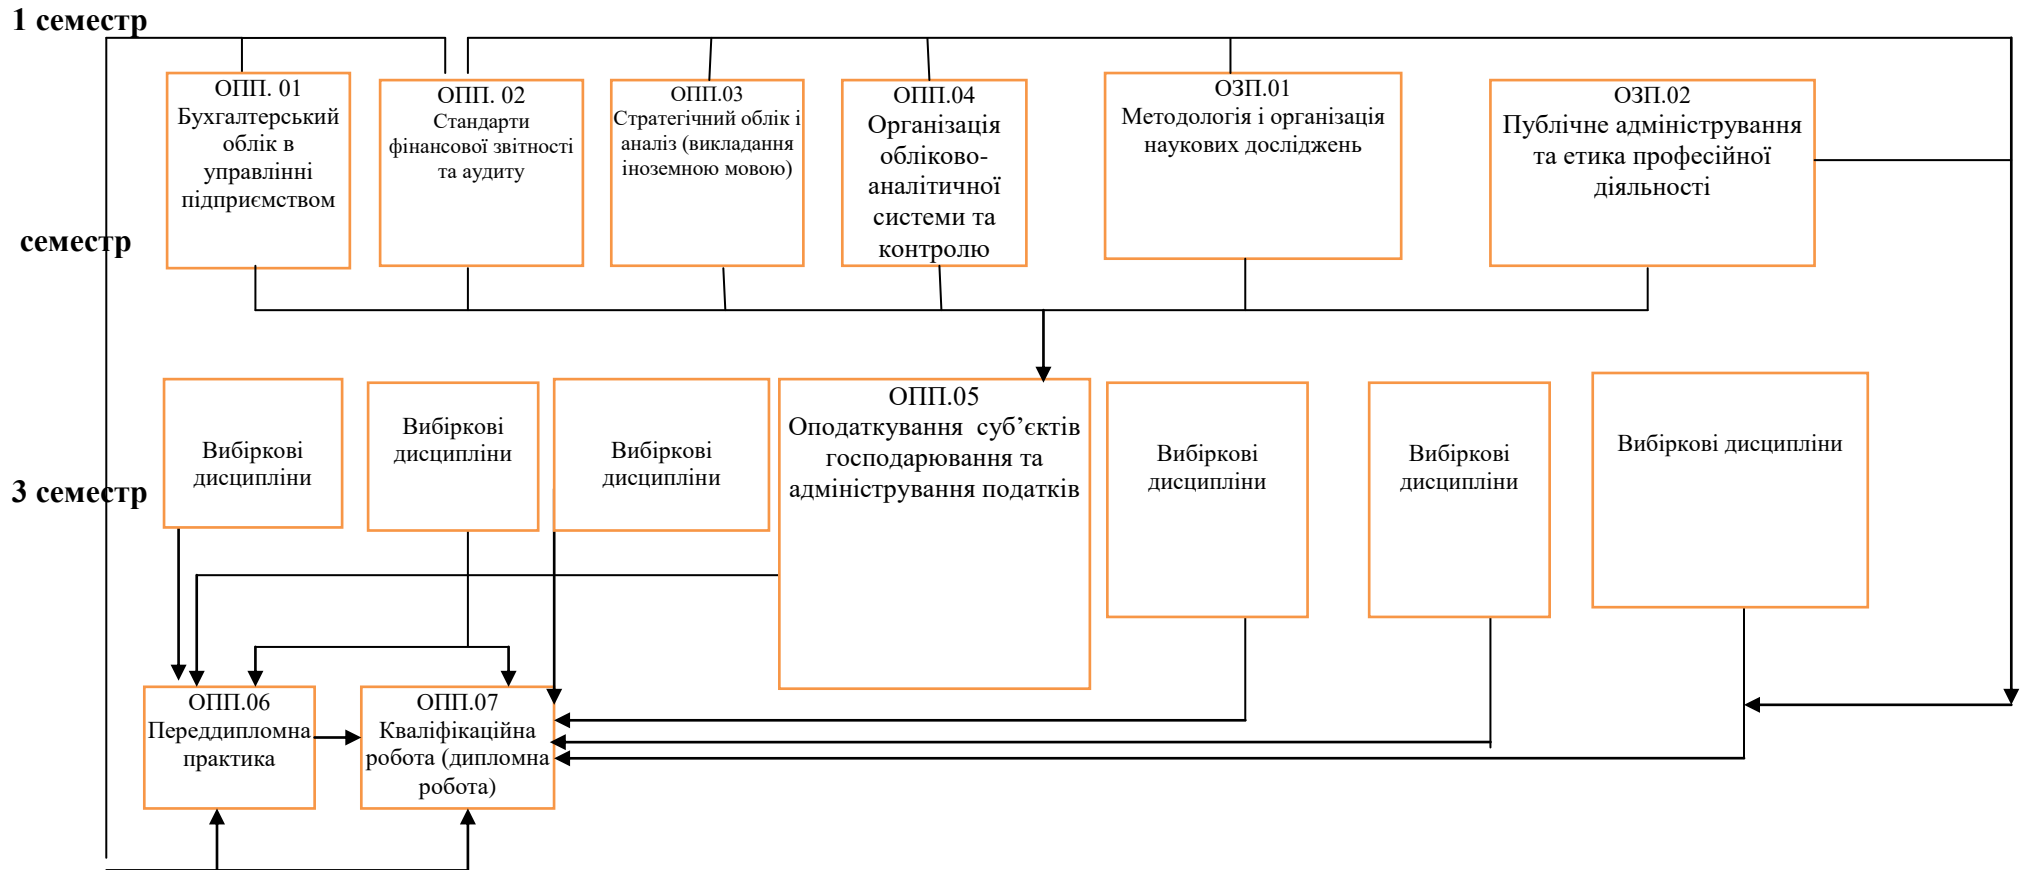 1 семестр
ОПП. 01
Бухгалтерський
облік в
управлінні
підприємством
ОПП. 02
Стандарти
фінансової звітності
та аудиту
ОПП.03
Стратегічний облік і
аналіз (викладання
іноземною мовою)
ОПП.04
Організація
обліково-
аналітичної
системи та
контролю
ОЗП.01
Методологія і організація
наукових досліджень
ОЗП.02
Публічне адміністрування
та етика професійної
діяльності
семестр
Вибіркові
дисципліни
Вибіркові
дисципліни
Вибіркові
дисципліни
ОПП.05
Оподаткування суб’єктів
господарювання та
адміністрування податків
Вибіркові
дисципліни
Вибіркові
дисципліни
Вибіркові дисципліни
3 семестр
ОПП.06
Переддипломна
практика
ОПП.07
Кваліфікаційна
робота (дипломна
робота)